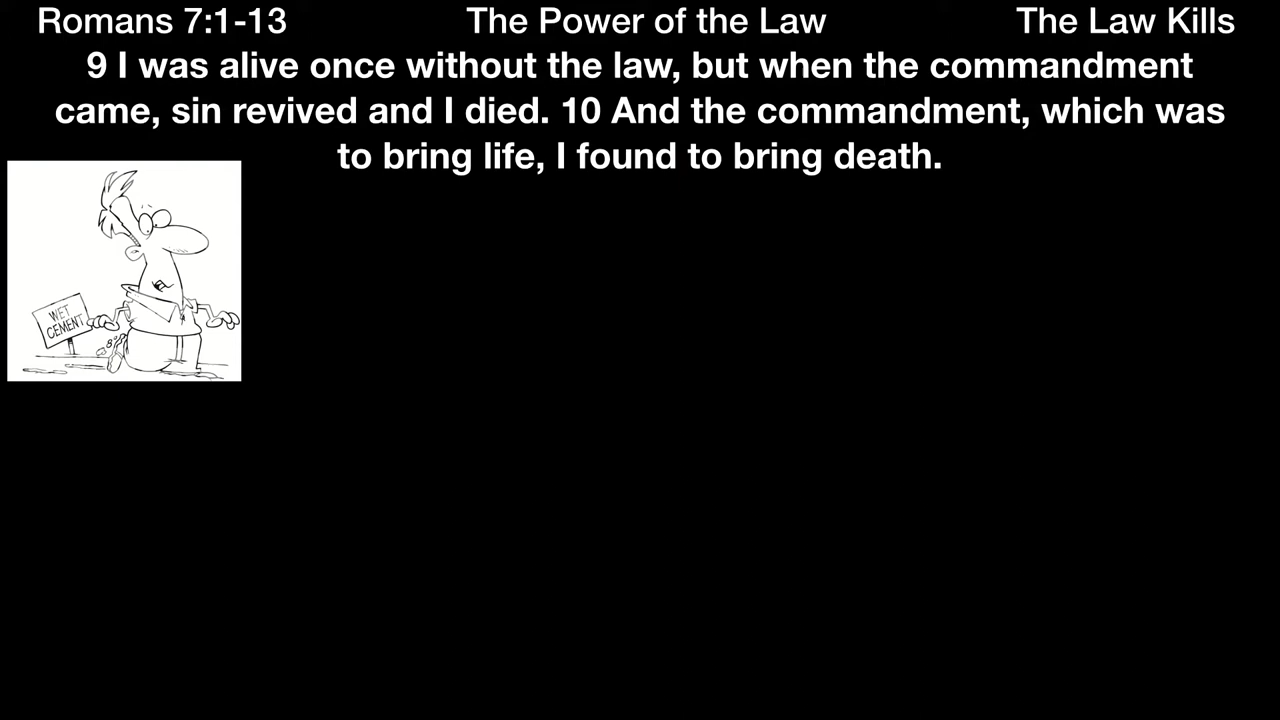 Romans 7:1-13 The Power of the Law The Law Kills
9 I was alive once without the law, but when the commandment
came, sin revived and I died. 10 And the commandment, which was
to bring life, I found to bring death.
WET
CEMENT